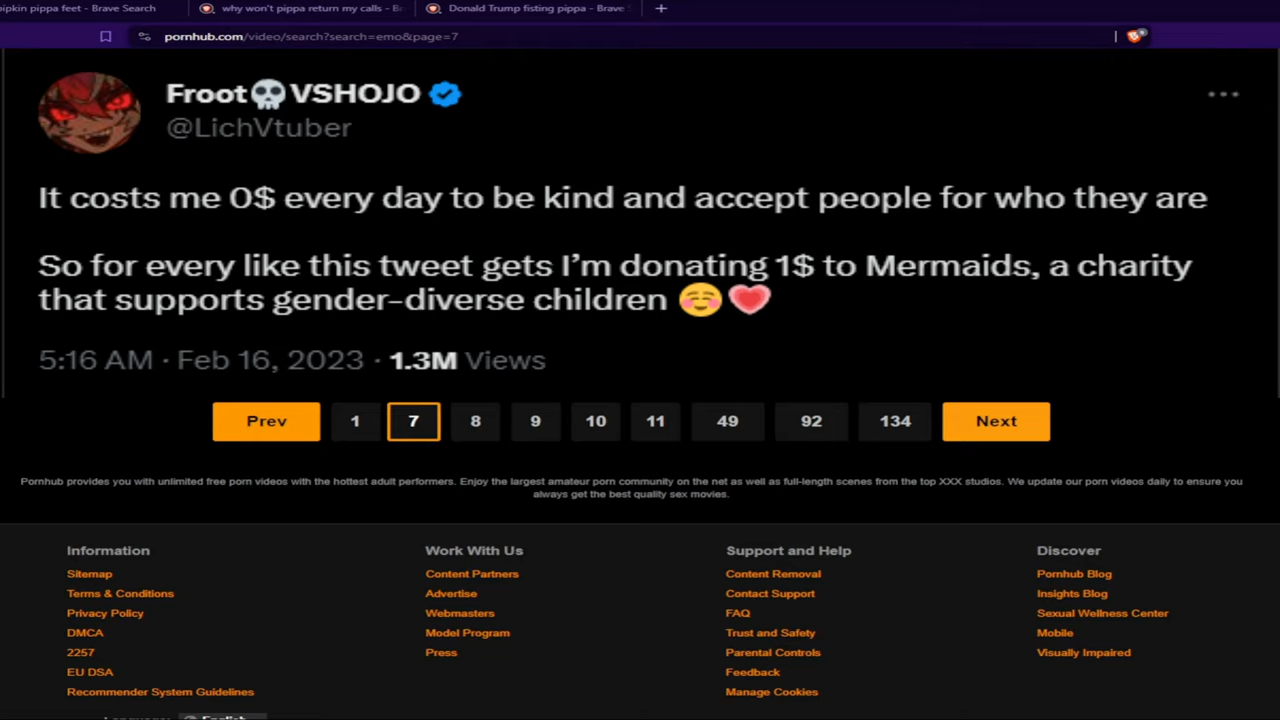 ipkin pippa feet - Brave Search
why won't pippa return my calls - Br
Donald Trump fisting pippa - Brave S
pornhub.com/video/search?search=emo&page=7
Froot💀VSHOJO
@LichVtuber
It costs me 0$ every day to be kind and accept people for who they are
So for every like this tweet gets I'm donating 1$ to Mermaids, a charity
that supports gender-diverse children ☺️❤️
5:16 AM · Feb 16, 2023 · 1.3M Views
Prev 1 7 8 9 10 11 49 92 134 Next
Pornhub provides you with unlimited free porn videos with the hottest adult performers. Enjoy the largest amateur porn community on the net as well as full-length scenes from the top XXX studios. We update our porn videos daily to ensure you
always get the best quality sex movies.
Information Work With Us Support and Help Discover
Sitemap Content Partners Content Removal Pornhub Blog
Terms & Conditions Advertise Contact Support Insights Blog
Privacy Policy Webmasters FAQ Sexual Wellness Center
DMCA Model Program Trust and Safety Mobile
2257 Press Parental Controls Visually Impaired
EU DSA Feedback
Recommender System Guidelines Manage Cookies
Language: English